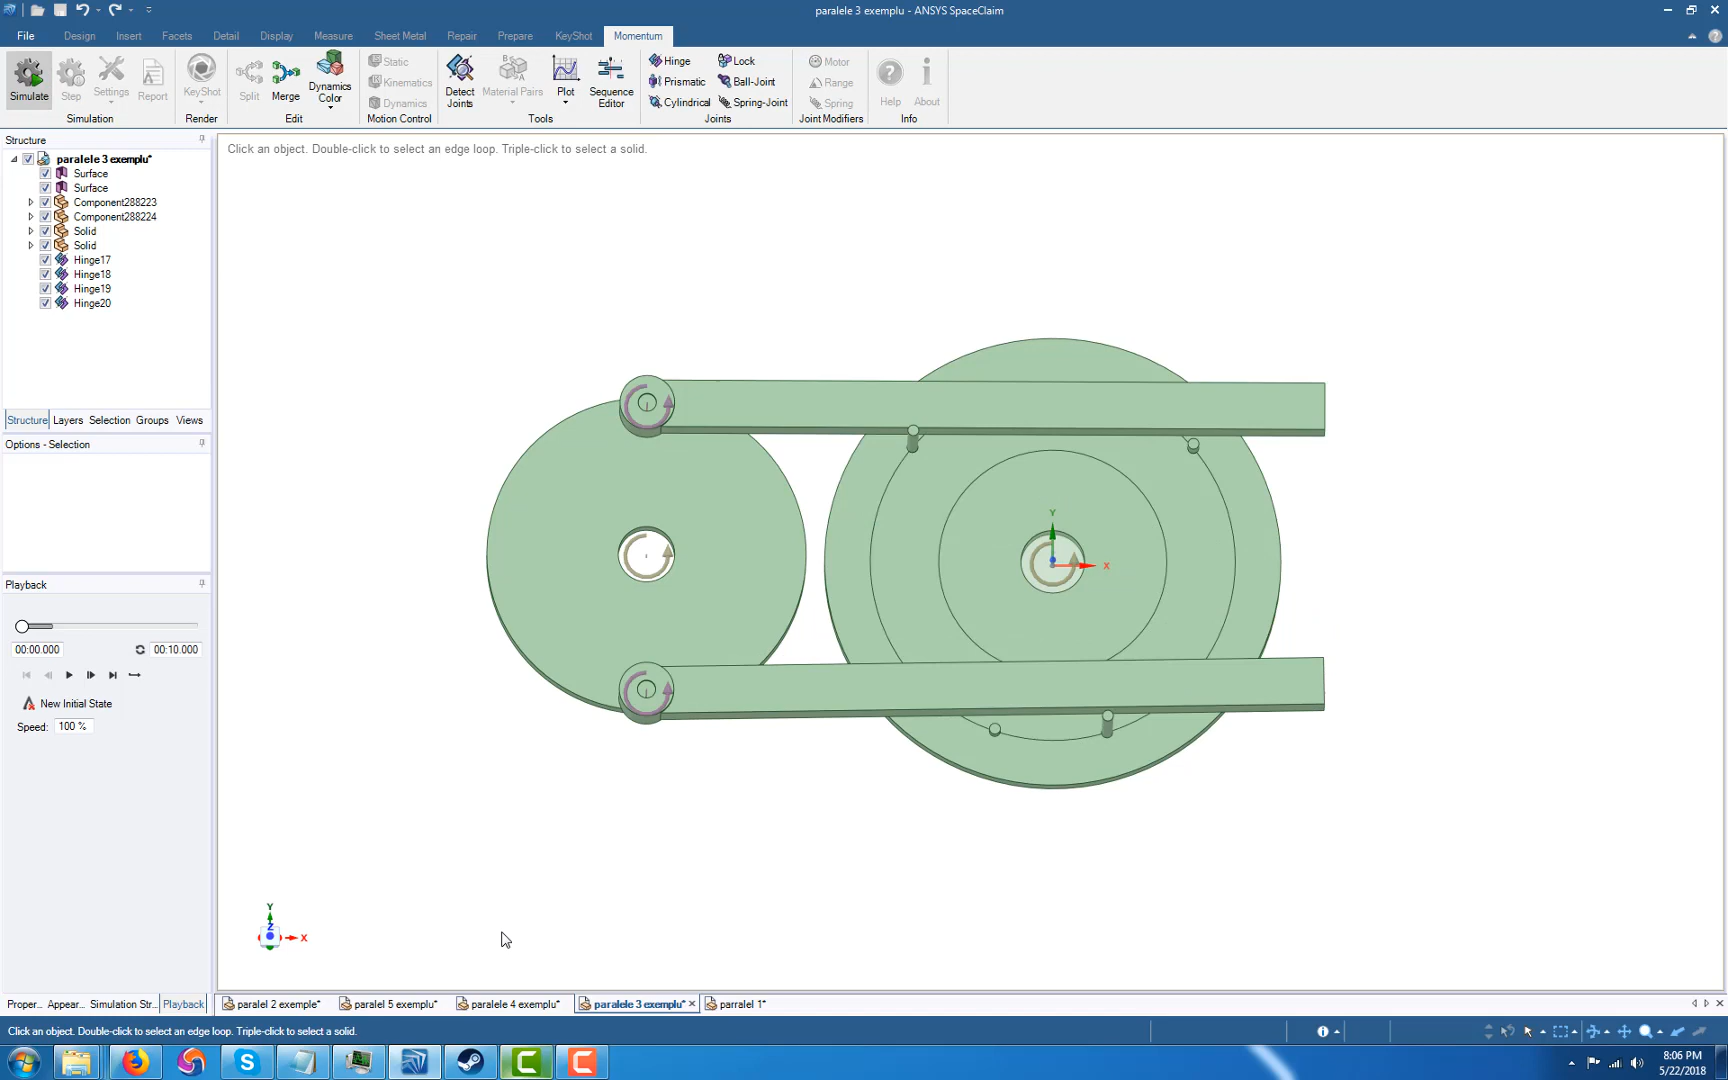 paralele 3 exemplu - ANSYS SpaceClaim
File Design Insert Facets Detail Display Measure Sheet Metal Repair Prepare KeyShot Momentum
Simulate Step Settings Report
Simulation
KeyShot
Render
Split Merge Dynamics Color
Edit
Static
Kinematics
Dynamics
Motion Control
Detect Joints Material Pairs Plot Sequence Editor
Tools
Hinge Lock
Prismatic Ball-Joint
Cylindrical Spring-Joint
Joints
Motor
Range
Spring
Joint Modifiers
Help About
Info
Structure
paralele 3 exemplu*
Surface
Surface
Component288223
Component288224
Solid
Solid
Hinge17
Hinge18
Hinge19
Hinge20
Structure Layers Selection Groups Views
Options - Selection
Playback
00:00.000 00:10.000
New Initial State
Speed: 100 %
Click an object. Double-click to select an edge loop. Triple-click to select a solid.
Y
X
Y
Z
X
Proper... Appear... Simulation Str... Playback
paralel 2 exemple* paralel 5 exemplu* paralele 4 exemplu* paralele 3 exemplu* parralel 1*
Click an object. Double-click to select an edge loop. Triple-click to select a solid.
8:06 PM
5/22/2018